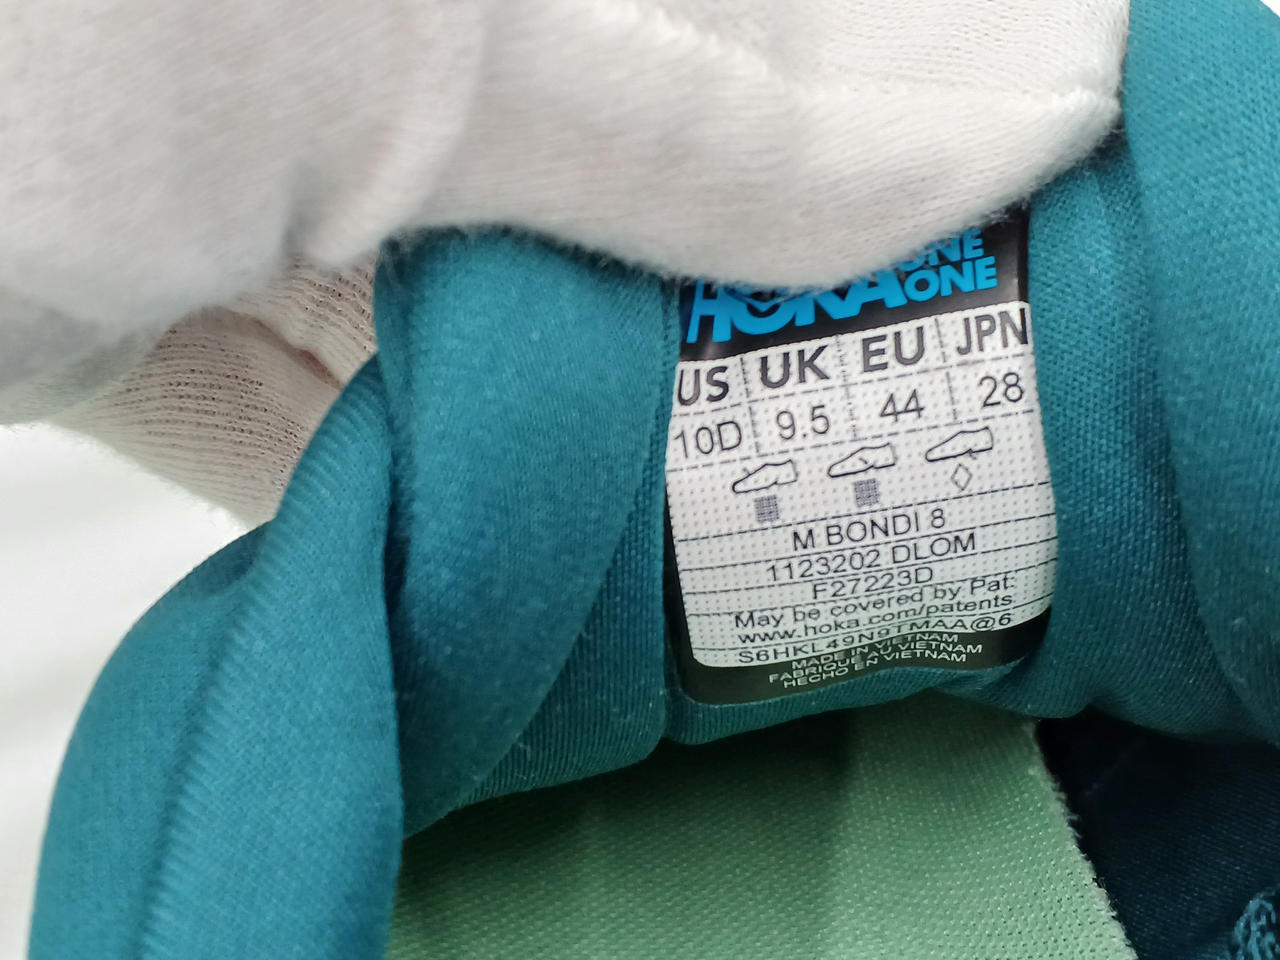 HOKA ONE ONE
US UK EU JPN
10D 9.5 44 28
M BONDI 8
1123202 DLOM
F27223D
May be covered by Pat:
www.hoka.com/patents
S6HKL49N9TMAA@6
MADE IN VIETNAM
FABRIQUE AU VIETNAM
HECHO EN VIETNAM